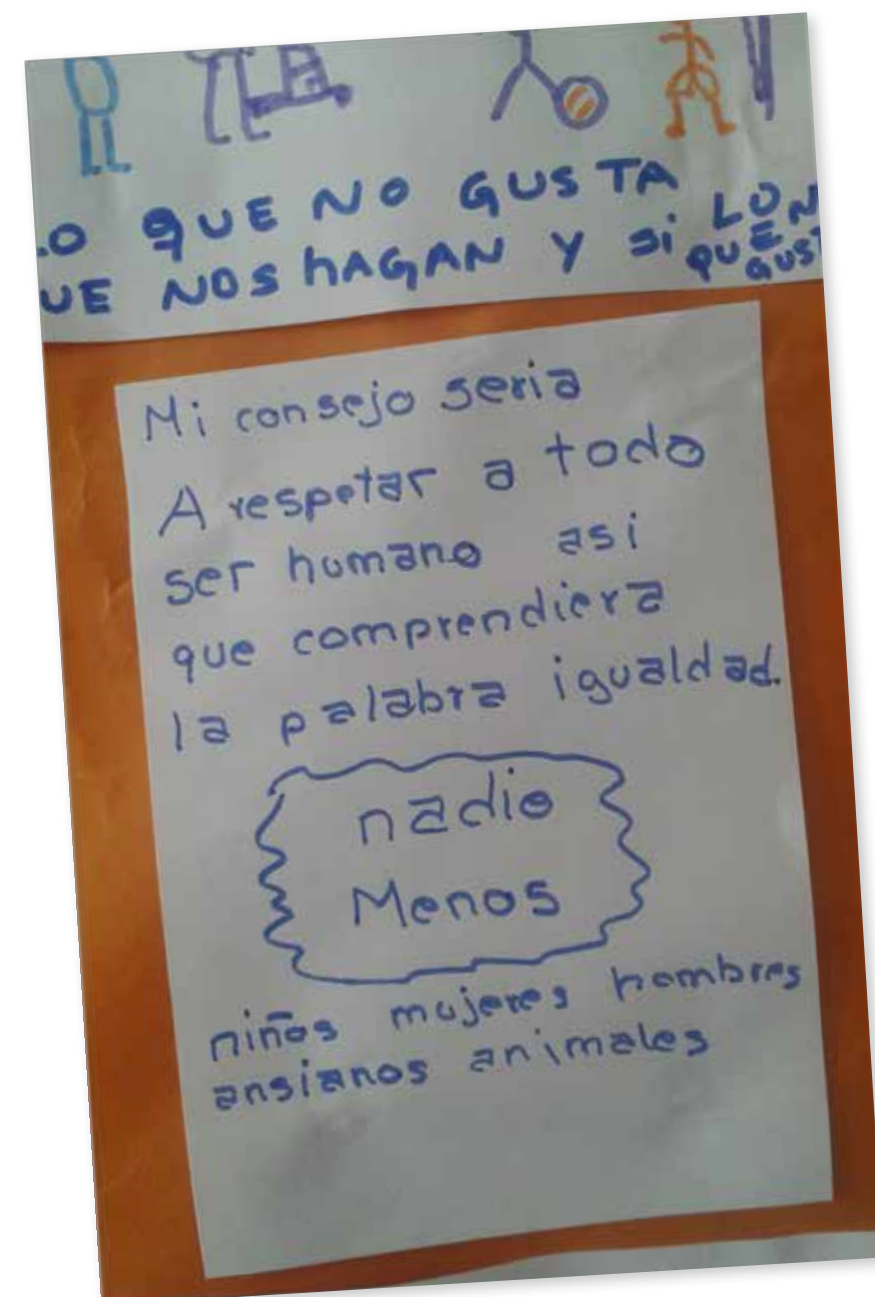 .O QUE NO GUSTA
UE NOS hAGAN Y Si LO N
QUE
GUST
Mi consejo seria
A respetar a todo
ser humano asi
que comprendiera
la palabra igualdad.
nadie
Menos
niños mujeres hombres
ansianos animales